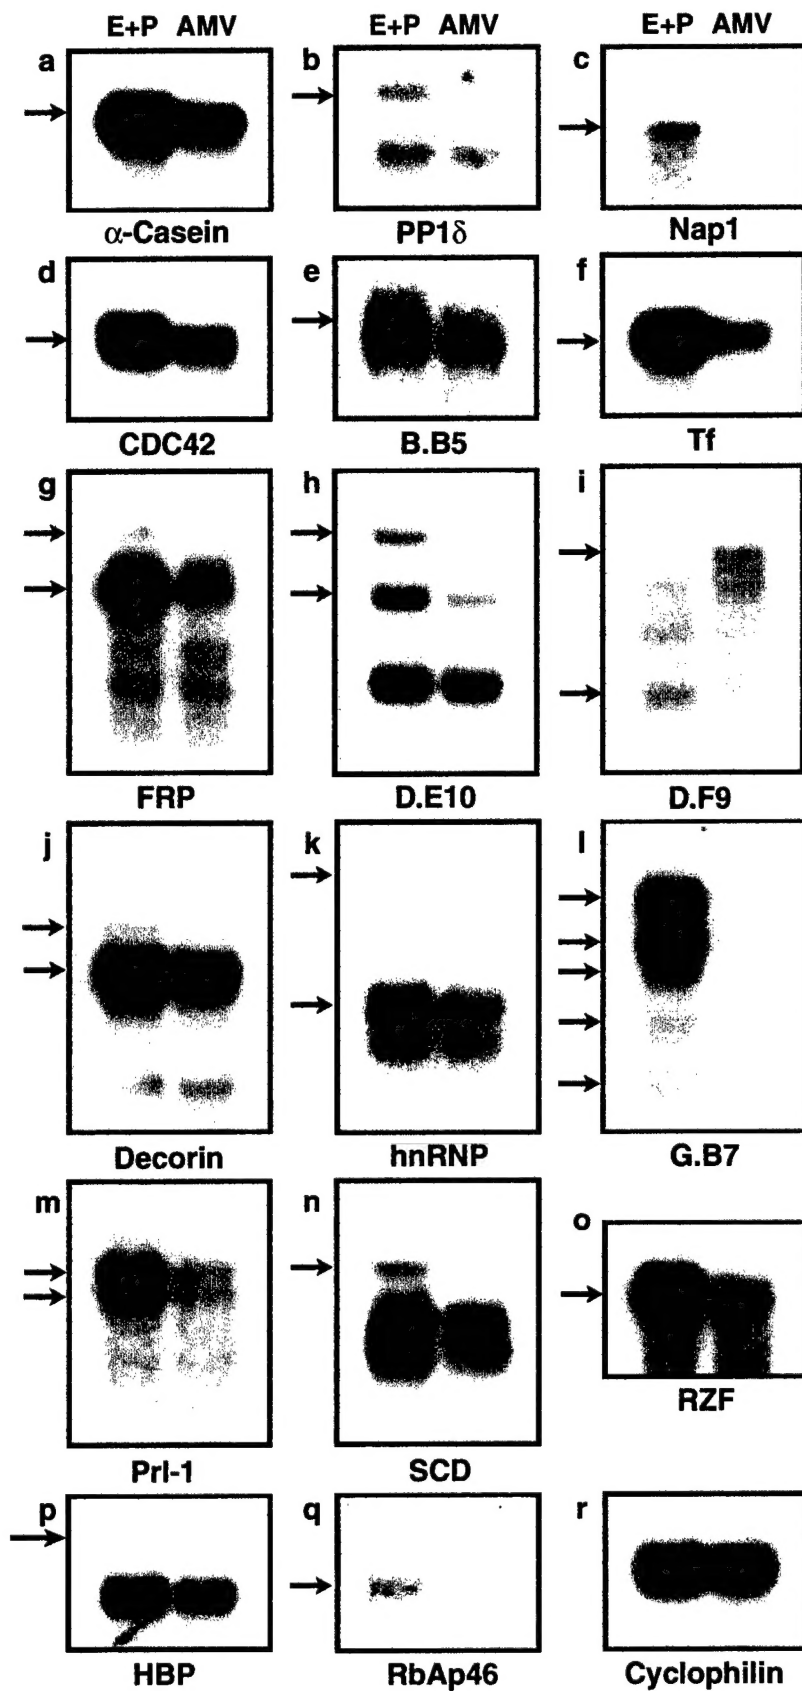 E+P AMV E+P AMV E+P AMV
a b c
α-Casein PP1δ Nap1
d e f
CDC42 B.B5 Tf
g h i
FRP D.E10 D.F9
j k l
Decorin hnRNP G.B7
m n o
RZF
Prl-1 SCD
p q r
HBP RbAp46 Cyclophilin